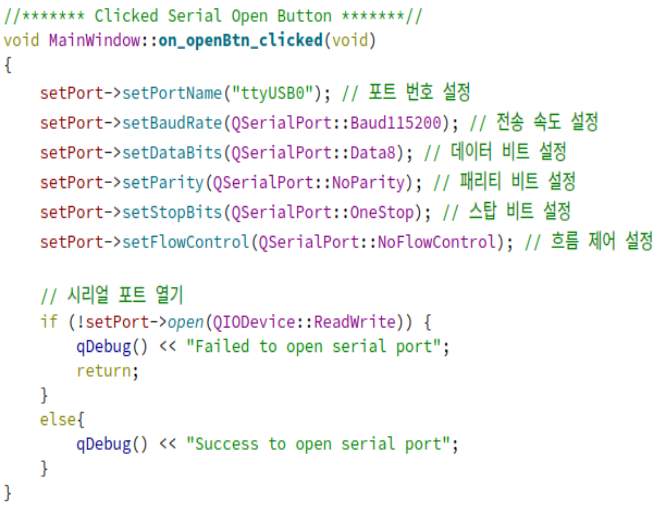 //******* Clicked Serial Open Button *******//
void MainWindow::on_openBtn_clicked(void)
{
    setPort->setPortName("ttyUSB0"); // 포트 번호 설정
    setPort->setBaudRate(QSerialPort::Baud115200); // 전송 속도 설정
    setPort->setDataBits(QSerialPort::Data8); // 데이터 비트 설정
    setPort->setParity(QSerialPort::NoParity); // 패리티 비트 설정
    setPort->setStopBits(QSerialPort::OneStop); // 스탑 비트 설정
    setPort->setFlowControl(QSerialPort::NoFlowControl); // 흐름 제어 설정

    // 시리얼 포트 열기
    if (!setPort->open(QIODevice::ReadWrite)) {
        qDebug() << "Failed to open serial port";
        return;
    }
    else{
        qDebug() << "Success to open serial port";
    }
}